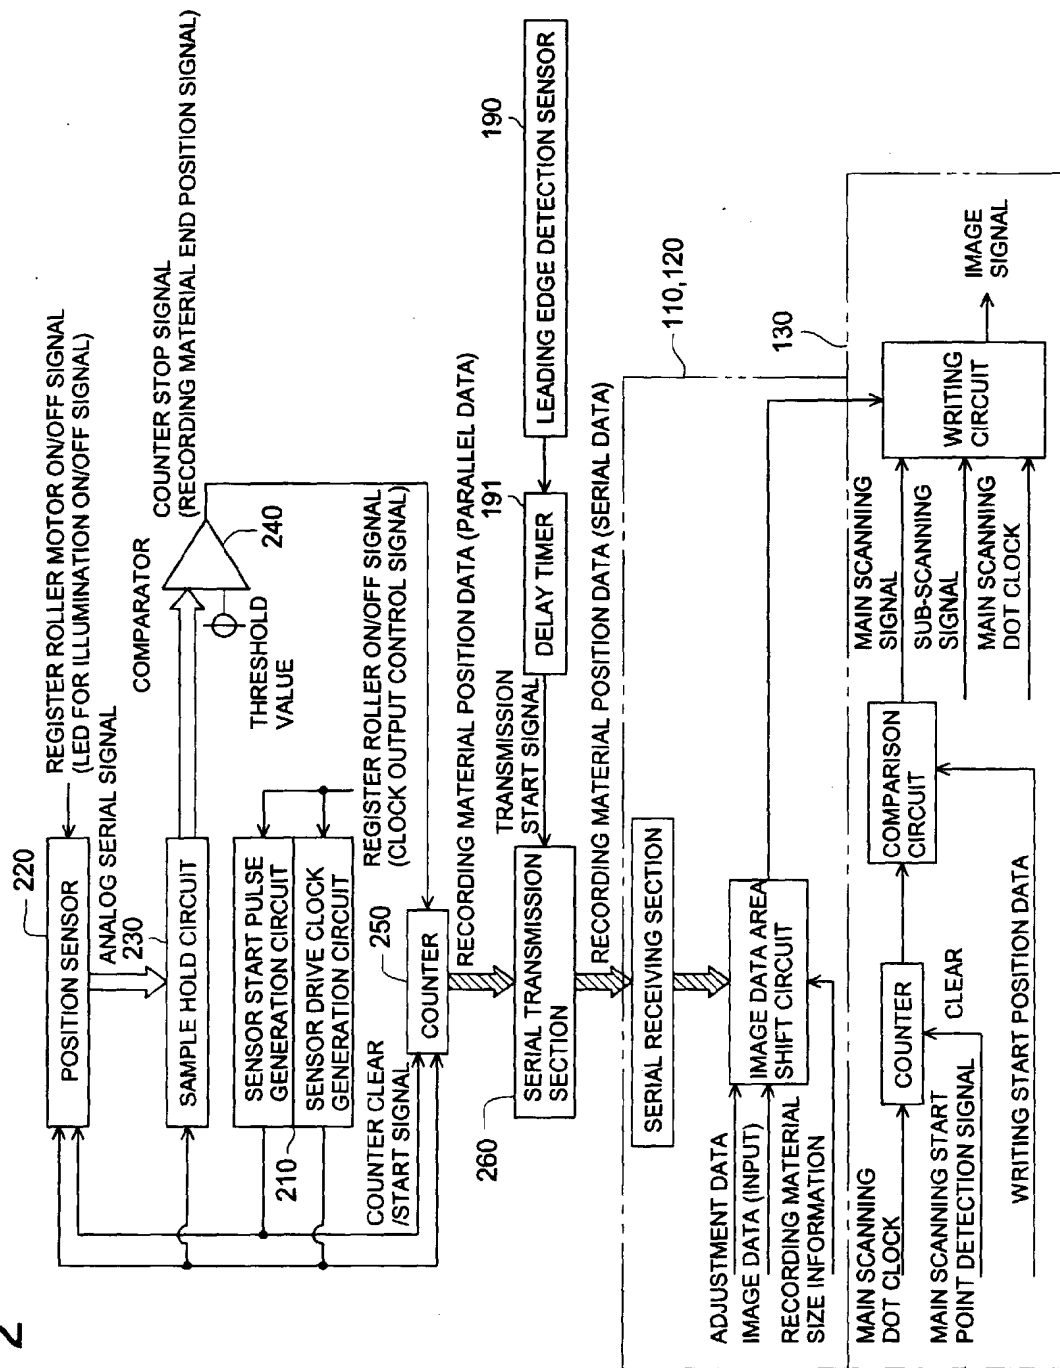 2
220
POSITION SENSOR
REGISTER ROLLER MOTOR ON/OFF SIGNAL
(LED FOR ILLUMINATION ON/OFF SIGNAL)
ANALOG SERIAL SIGNAL
230
SAMPLE HOLD CIRCUIT
COMPARATOR
COUNTER STOP SIGNAL
(RECORDING MATERIAL END POSITION SIGNAL)
240
THRESHOLD
VALUE
SENSOR START PULSE
GENERATION CIRCUIT
SENSOR DRIVE CLOCK
GENERATION CIRCUIT
210
REGISTER ROLLER ON/OFF SIGNAL
(CLOCK OUTPUT CONTROL SIGNAL)
COUNTER CLEAR
/START SIGNAL
250
COUNTER
RECORDING MATERIAL POSITION DATA (PARALLEL DATA)
260
SERIAL TRANSMISSION
SECTION
TRANSMISSION
START SIGNAL
191
DELAY TIMER
190
LEADING EDGE DETECTION SENSOR
RECORDING MATERIAL POSITION DATA (SERIAL DATA)
110,120
SERIAL RECEIVING SECTION
ADJUSTMENT DATA
IMAGE DATA (INPUT)
RECORDING MATERIAL
SIZE INFORMATION
IMAGE DATA AREA
SHIFT CIRCUIT
130
MAIN SCANNING
DOT CLOCK
COUNTER
MAIN SCANNING START
POINT DETECTION SIGNAL
CLEAR
WRITING START POSITION DATA
COMPARISON
CIRCUIT
MAIN SCANNING
SIGNAL
SUB-SCANNING
SIGNAL
MAIN SCANNING
DOT CLOCK
WRITING
CIRCUIT
IMAGE
SIGNAL